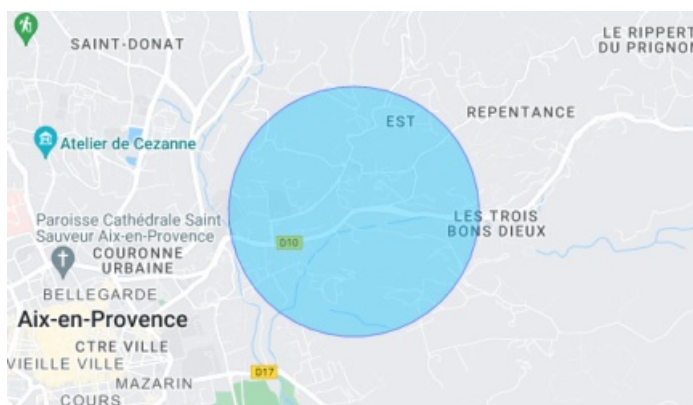 LE RIPPERT
DU PRIGNON
SAINT-DONAT
EST
REPENTANCE
Atelier de Cezanne
LES TROIS
BONS DIEUX
Paroisse Cathédrale Saint
Sauveur Aix-en-Provence
D10
COURONNE
URBAINE
BELLEGARDE
Aix-en-Provence
CTRE VILLE
VIEILLE VILLE
D17
MAZARIN
COURS